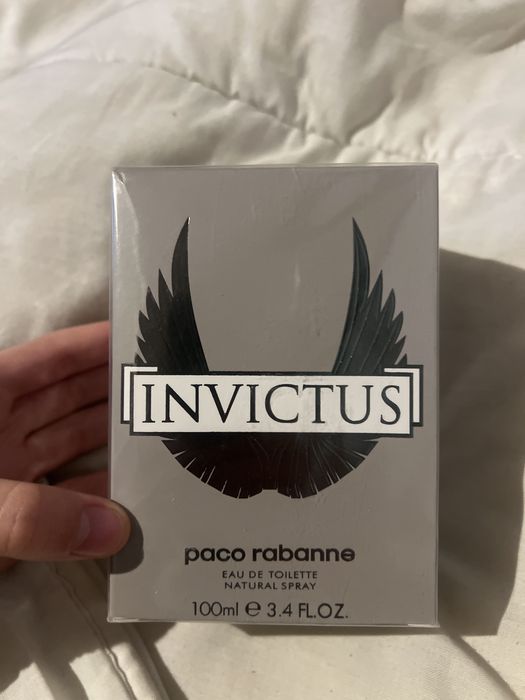 INVICTUS
paco rabanne
EAU DE TOILETTE
NATURAL SPRAY
100ml ℮ 3.4 FL.OZ.